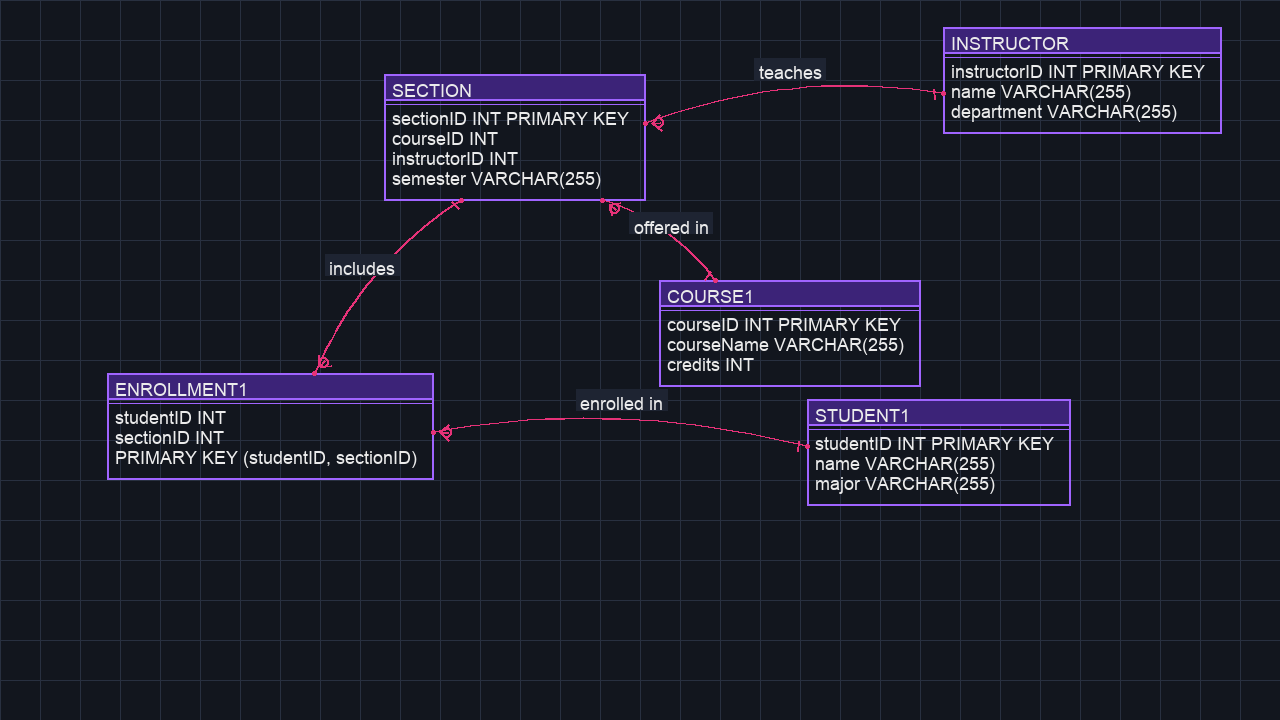 INSTRUCTOR
instructorID INT PRIMARY KEY
name VARCHAR(255)
department VARCHAR(255)
teaches
SECTION
sectionID INT PRIMARY KEY
courseID INT
instructorID INT
semester VARCHAR(255)
offered in
includes
COURSE1
courseID INT PRIMARY KEY
courseName VARCHAR(255)
credits INT
ENROLLMENT1
studentID INT
sectionID INT
PRIMARY KEY (studentID, sectionID)
enrolled in
STUDENT1
studentID INT PRIMARY KEY
name VARCHAR(255)
major VARCHAR(255)